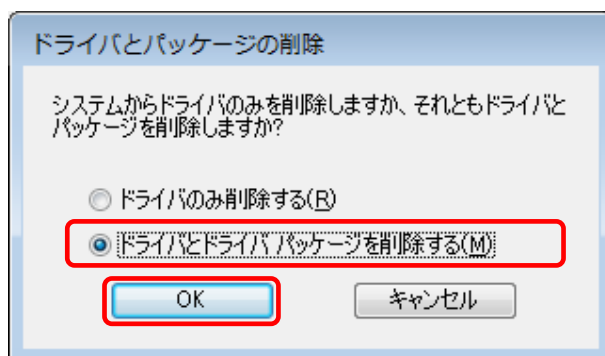 ドライバとパッケージの削除
システムからドライバのみを削除しますか、それともドライバと
パッケージを削除しますか?
ドライバのみ削除する(R)
ドライバとドライバ パッケージを削除する(M)
OK キャンセル